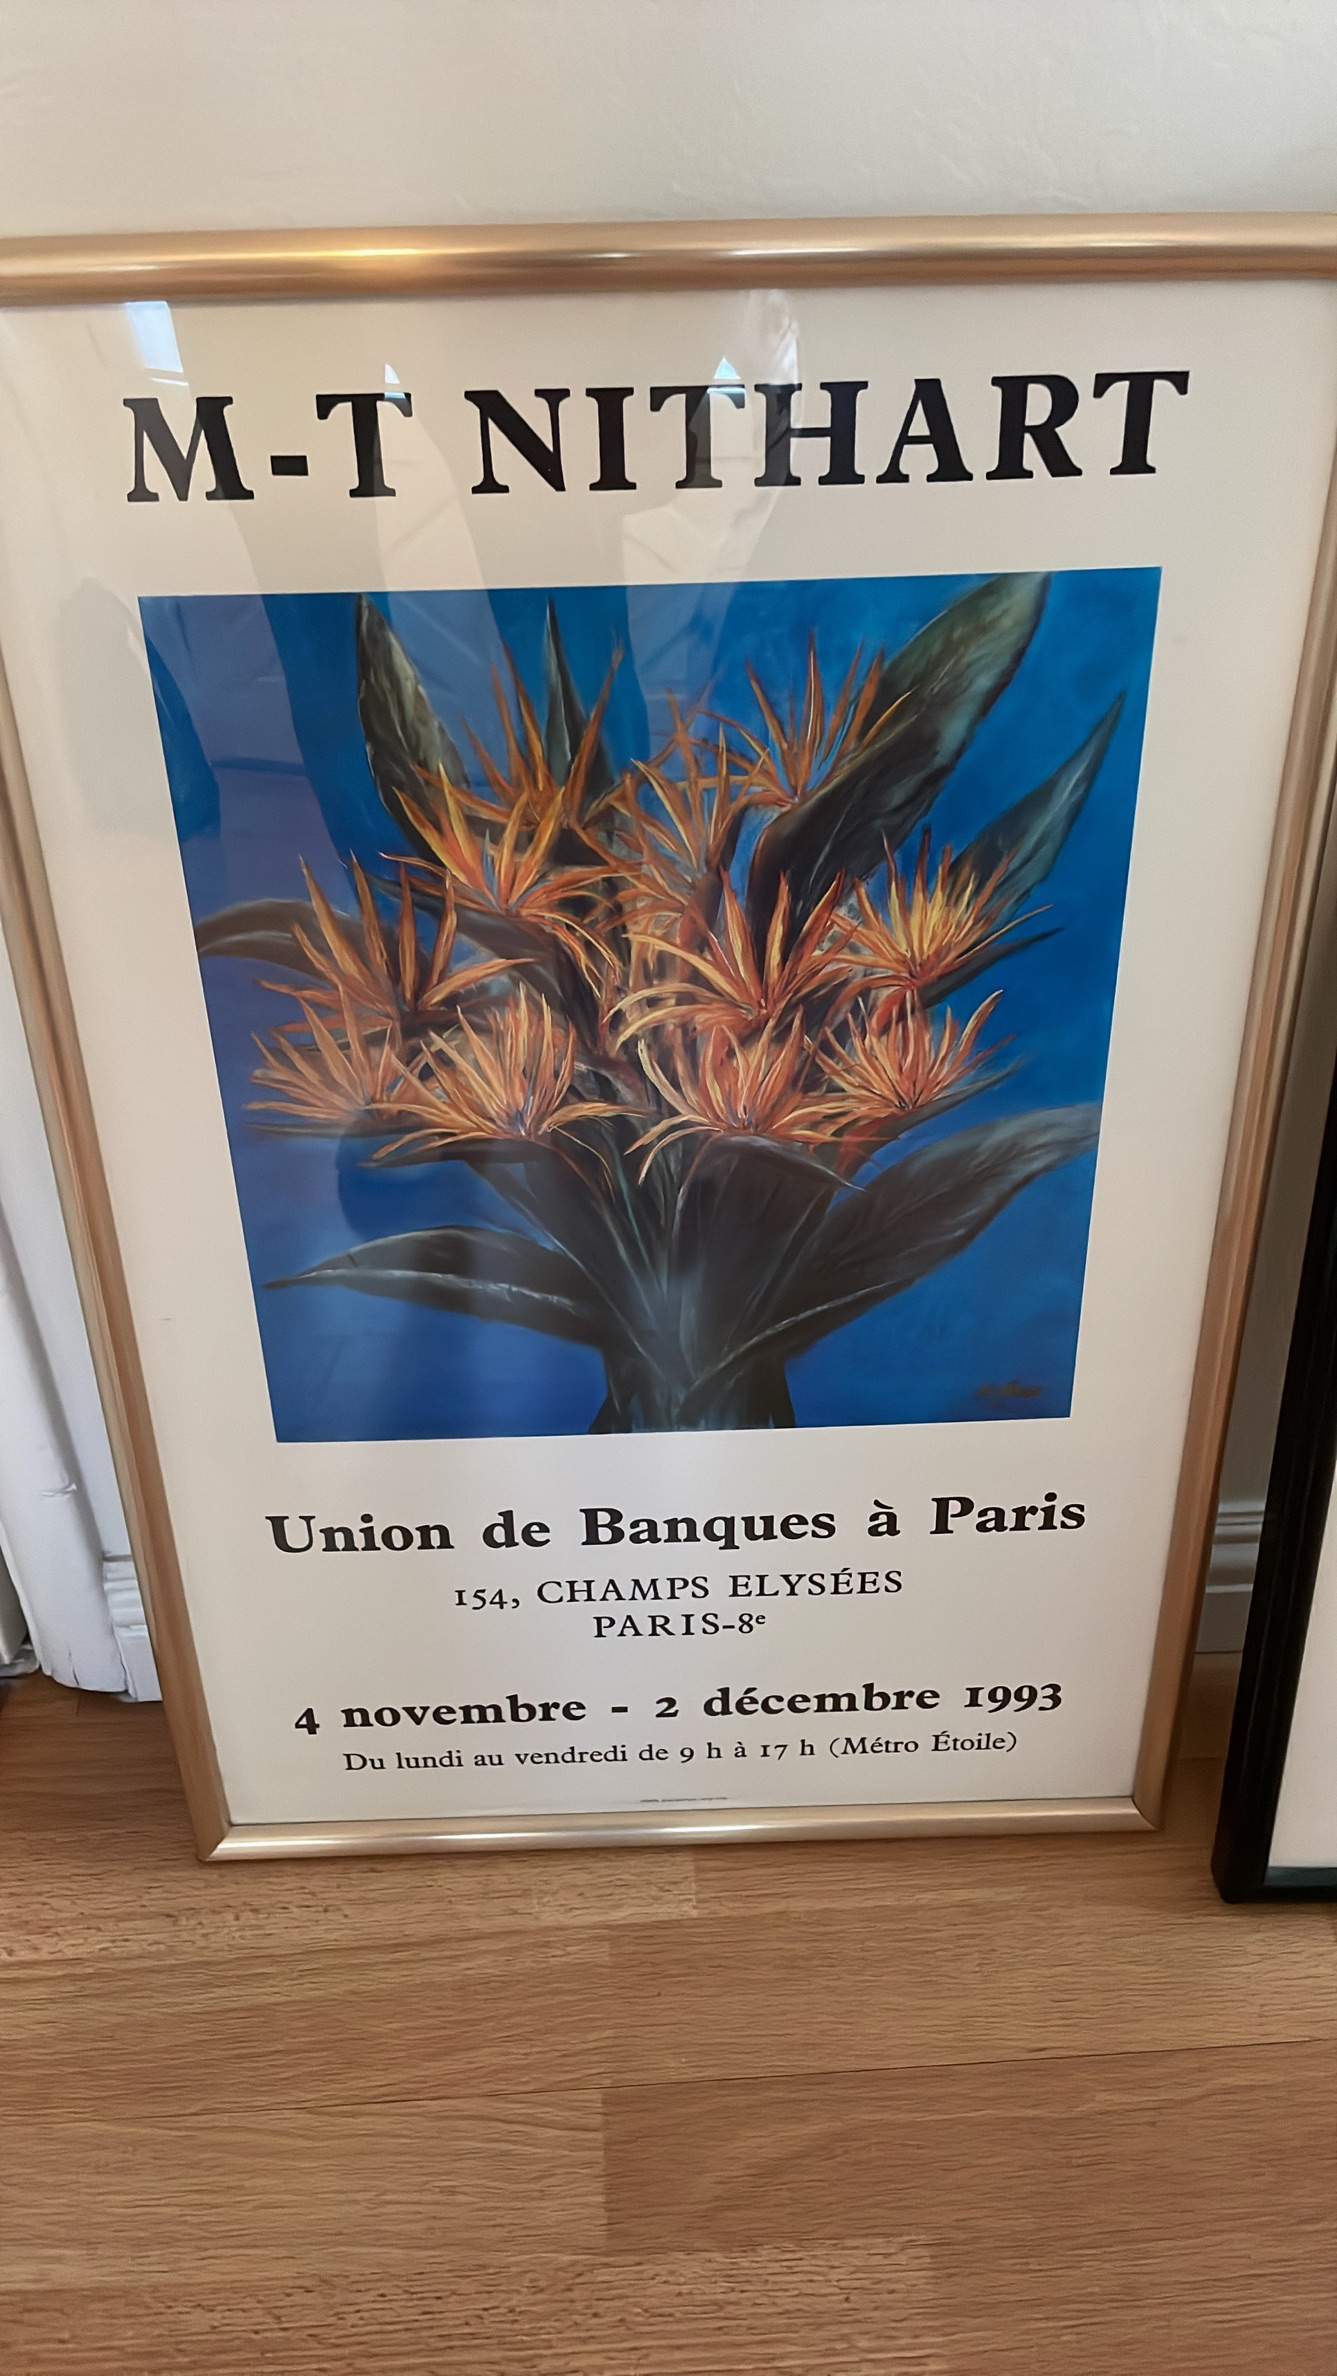 M-T NITHART
Union de Banques à Paris
154, CHAMPS ELYSÉES
PARIS-8e
4 novembre - 2 décembre 1993
Du lundi au vendredi de 9 h à 17 h (Métro Étoile)